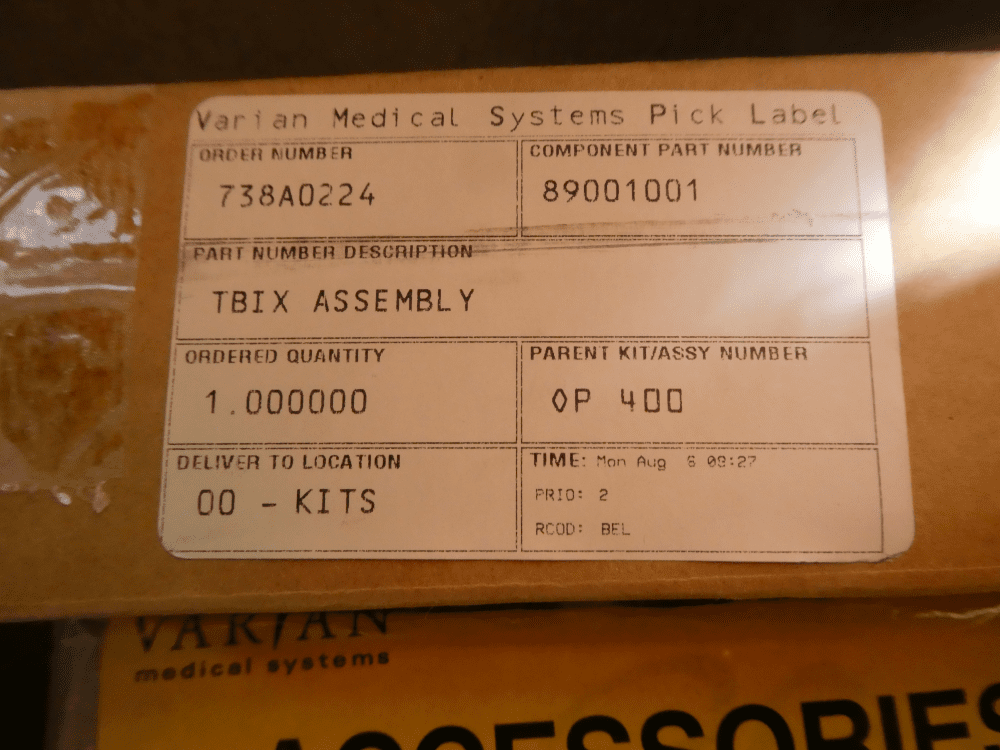 Varian Medical Systems Pick Label
ORDER NUMBER
738A0224
COMPONENT PART NUMBER
89001001
PART NUMBER DESCRIPTION
TBIX ASSEMBLY
ORDERED QUANTITY
1.000000
PARENT KIT/ASSY NUMBER
OP 400
DELIVER TO LOCATION
00 - KITS
TIME: Mon Aug 6 09:27
PRIO: 2
RCOD: BEL
VARIAN
medical systems
ACCESSORIES